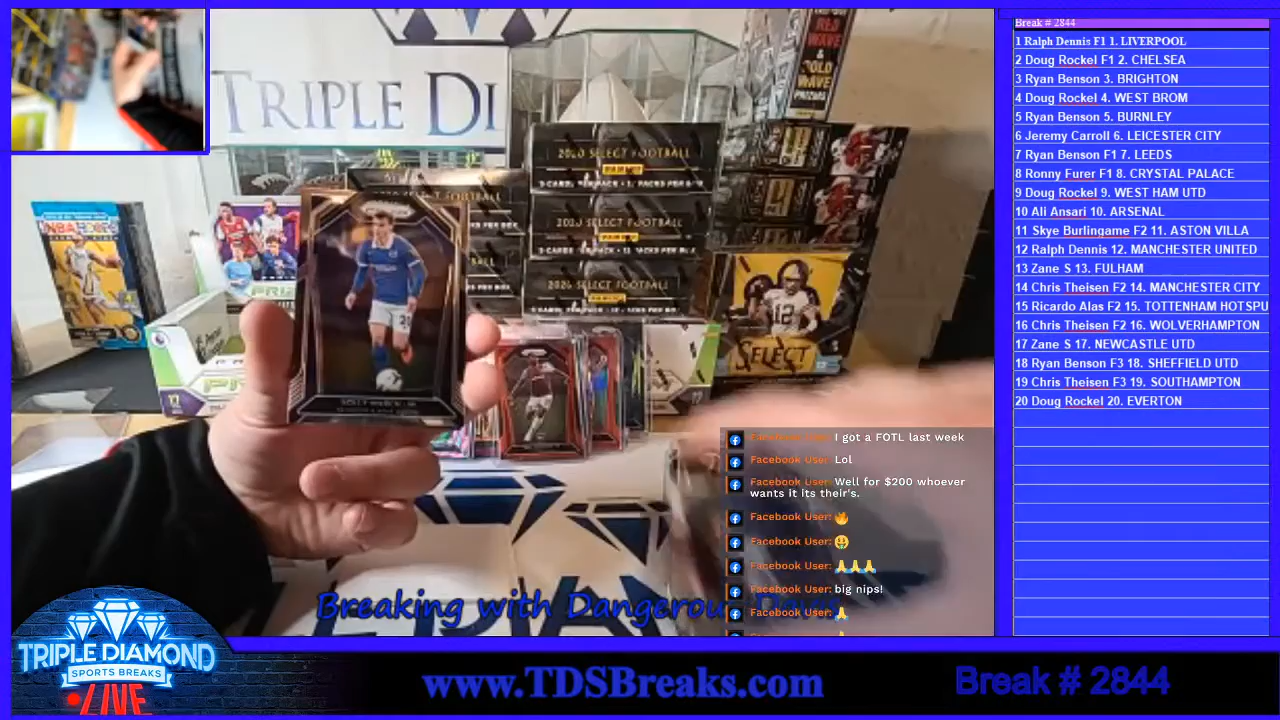 TRIPLE DI
RED
WAVE
&
GOLD
WAVE
PRIZMS
2020 SELECT FOOTBALL
2020 SELECT FOOTBALL
2020 SELECT FOOTBALL
SELECT
NBA HOOPS
12
PRIZM
I got a FOTL last week
Facebook User: Lol
Facebook User: Well for $200 whoever
wants it its their's.
Facebook User: 🔥
Facebook User: 🤑
Facebook User: 🙏🙏🙏
Facebook User: big nips!
Facebook User: 🙏
Breaking with Dangerou
TRIPLE DIAMOND
SPORTS BREAKS
LIVE
www.TDSBreaks.com
Break # 2844
Break # 2844
1 Ralph Dennis F1 1. LIVERPOOL
2 Doug Rockel F1 2. CHELSEA
3 Ryan Benson 3. BRIGHTON
4 Doug Rockel 4. WEST BROM
5 Ryan Benson 5. BURNLEY
6 Jeremy Carroll 6. LEICESTER CITY
7 Ryan Benson F1 7. LEEDS
8 Ronny Furer F1 8. CRYSTAL PALACE
9 Doug Rockel 9. WEST HAM UTD
10 Ali Ansari 10. ARSENAL
11 Skye Burlingame F2 11. ASTON VILLA
12 Ralph Dennis 12. MANCHESTER UNITED
13 Zane S 13. FULHAM
14 Chris Theisen F2 14. MANCHESTER CITY
15 Ricardo Alas F2 15. TOTTENHAM HOTSPU
16 Chris Theisen F2 16. WOLVERHAMPTON
17 Zane S 17. NEWCASTLE UTD
18 Ryan Benson F3 18. SHEFFIELD UTD
19 Chris Theisen F3 19. SOUTHAMPTON
20 Doug Rockel 20. EVERTON